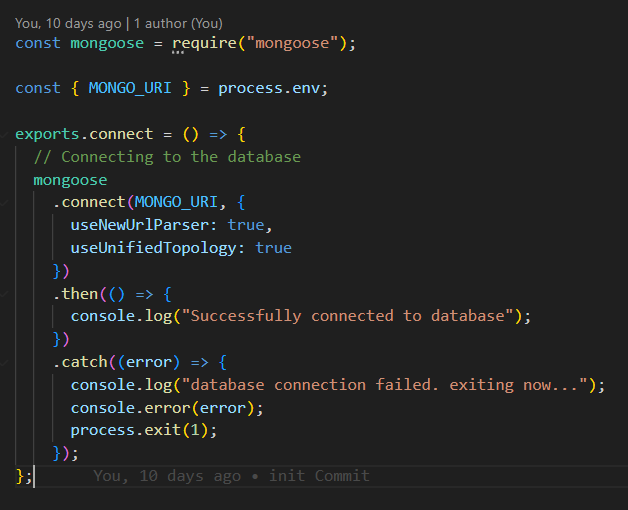 You, 10 days ago | 1 author (You)
const mongoose = require("mongoose");
const { MONGO_URI } = process.env;
exports.connect = () => {
// Connecting to the database
mongoose
.connect(MONGO_URI, {
useNewUrlParser: true,
useUnifiedTopology: true
})
.then(() => {
console.log("Successfully connected to database");
})
.catch((error) => {
console.log("database connection failed. exiting now...");
console.error(error);
process.exit(1);
});
}; You, 10 days ago • init Commit